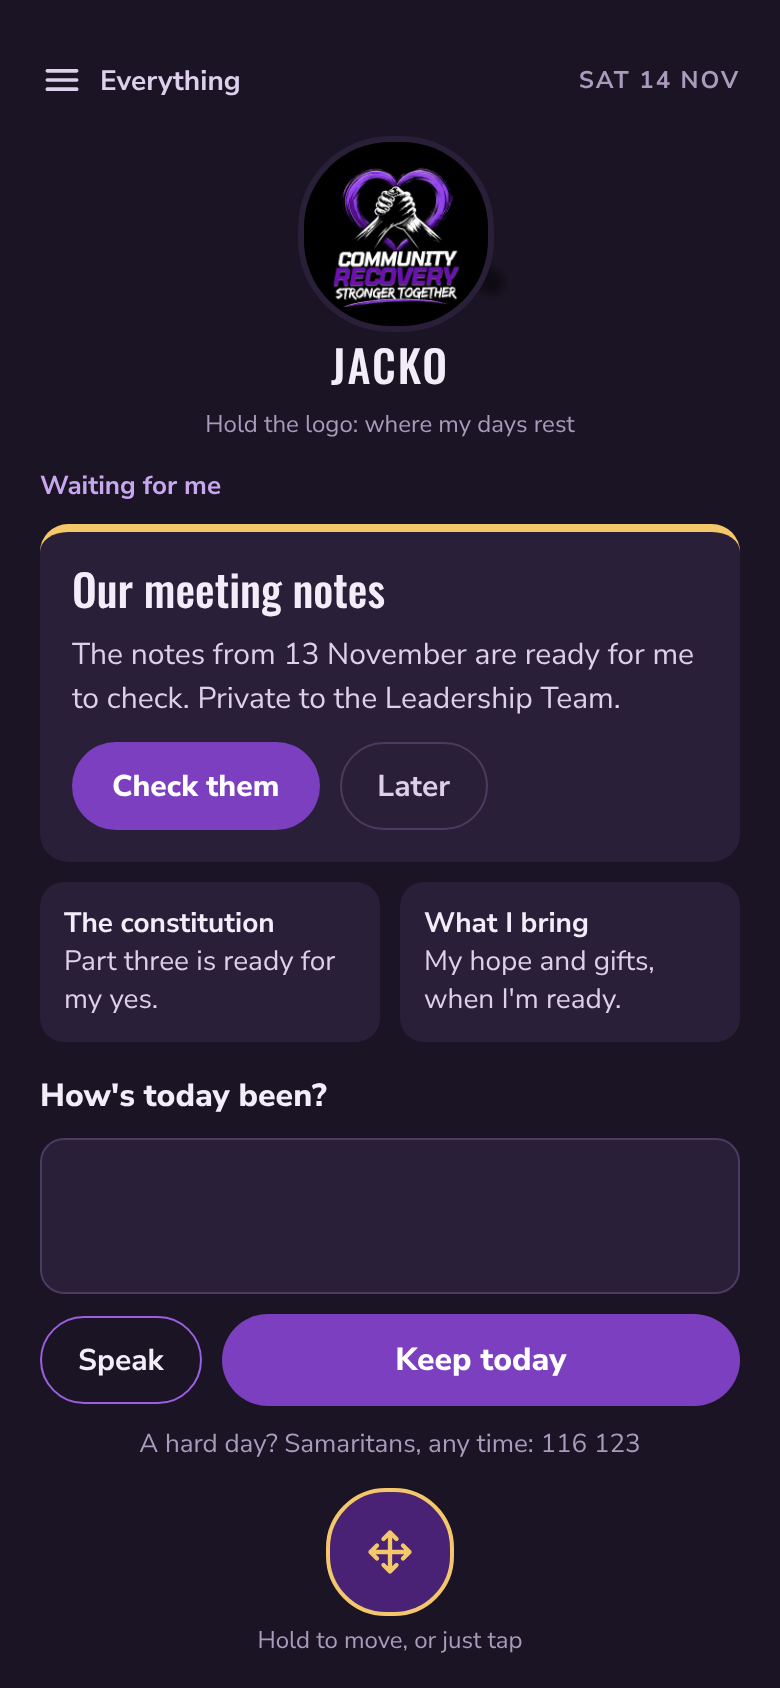 Everything
SAT 14 NOV
COMMUNITY
RECOVERY
STRONGER TOGETHER
JACKO
Hold the logo: where my days rest
Waiting for me
Our meeting notes
The notes from 13 November are ready for me
to check. Private to the Leadership Team.
Check them
Later
The constitution
Part three is ready for
my yes.
What I bring
My hope and gifts,
when I'm ready.
How's today been?
Speak
Keep today
A hard day? Samaritans, any time: 116 123
Hold to move, or just tap